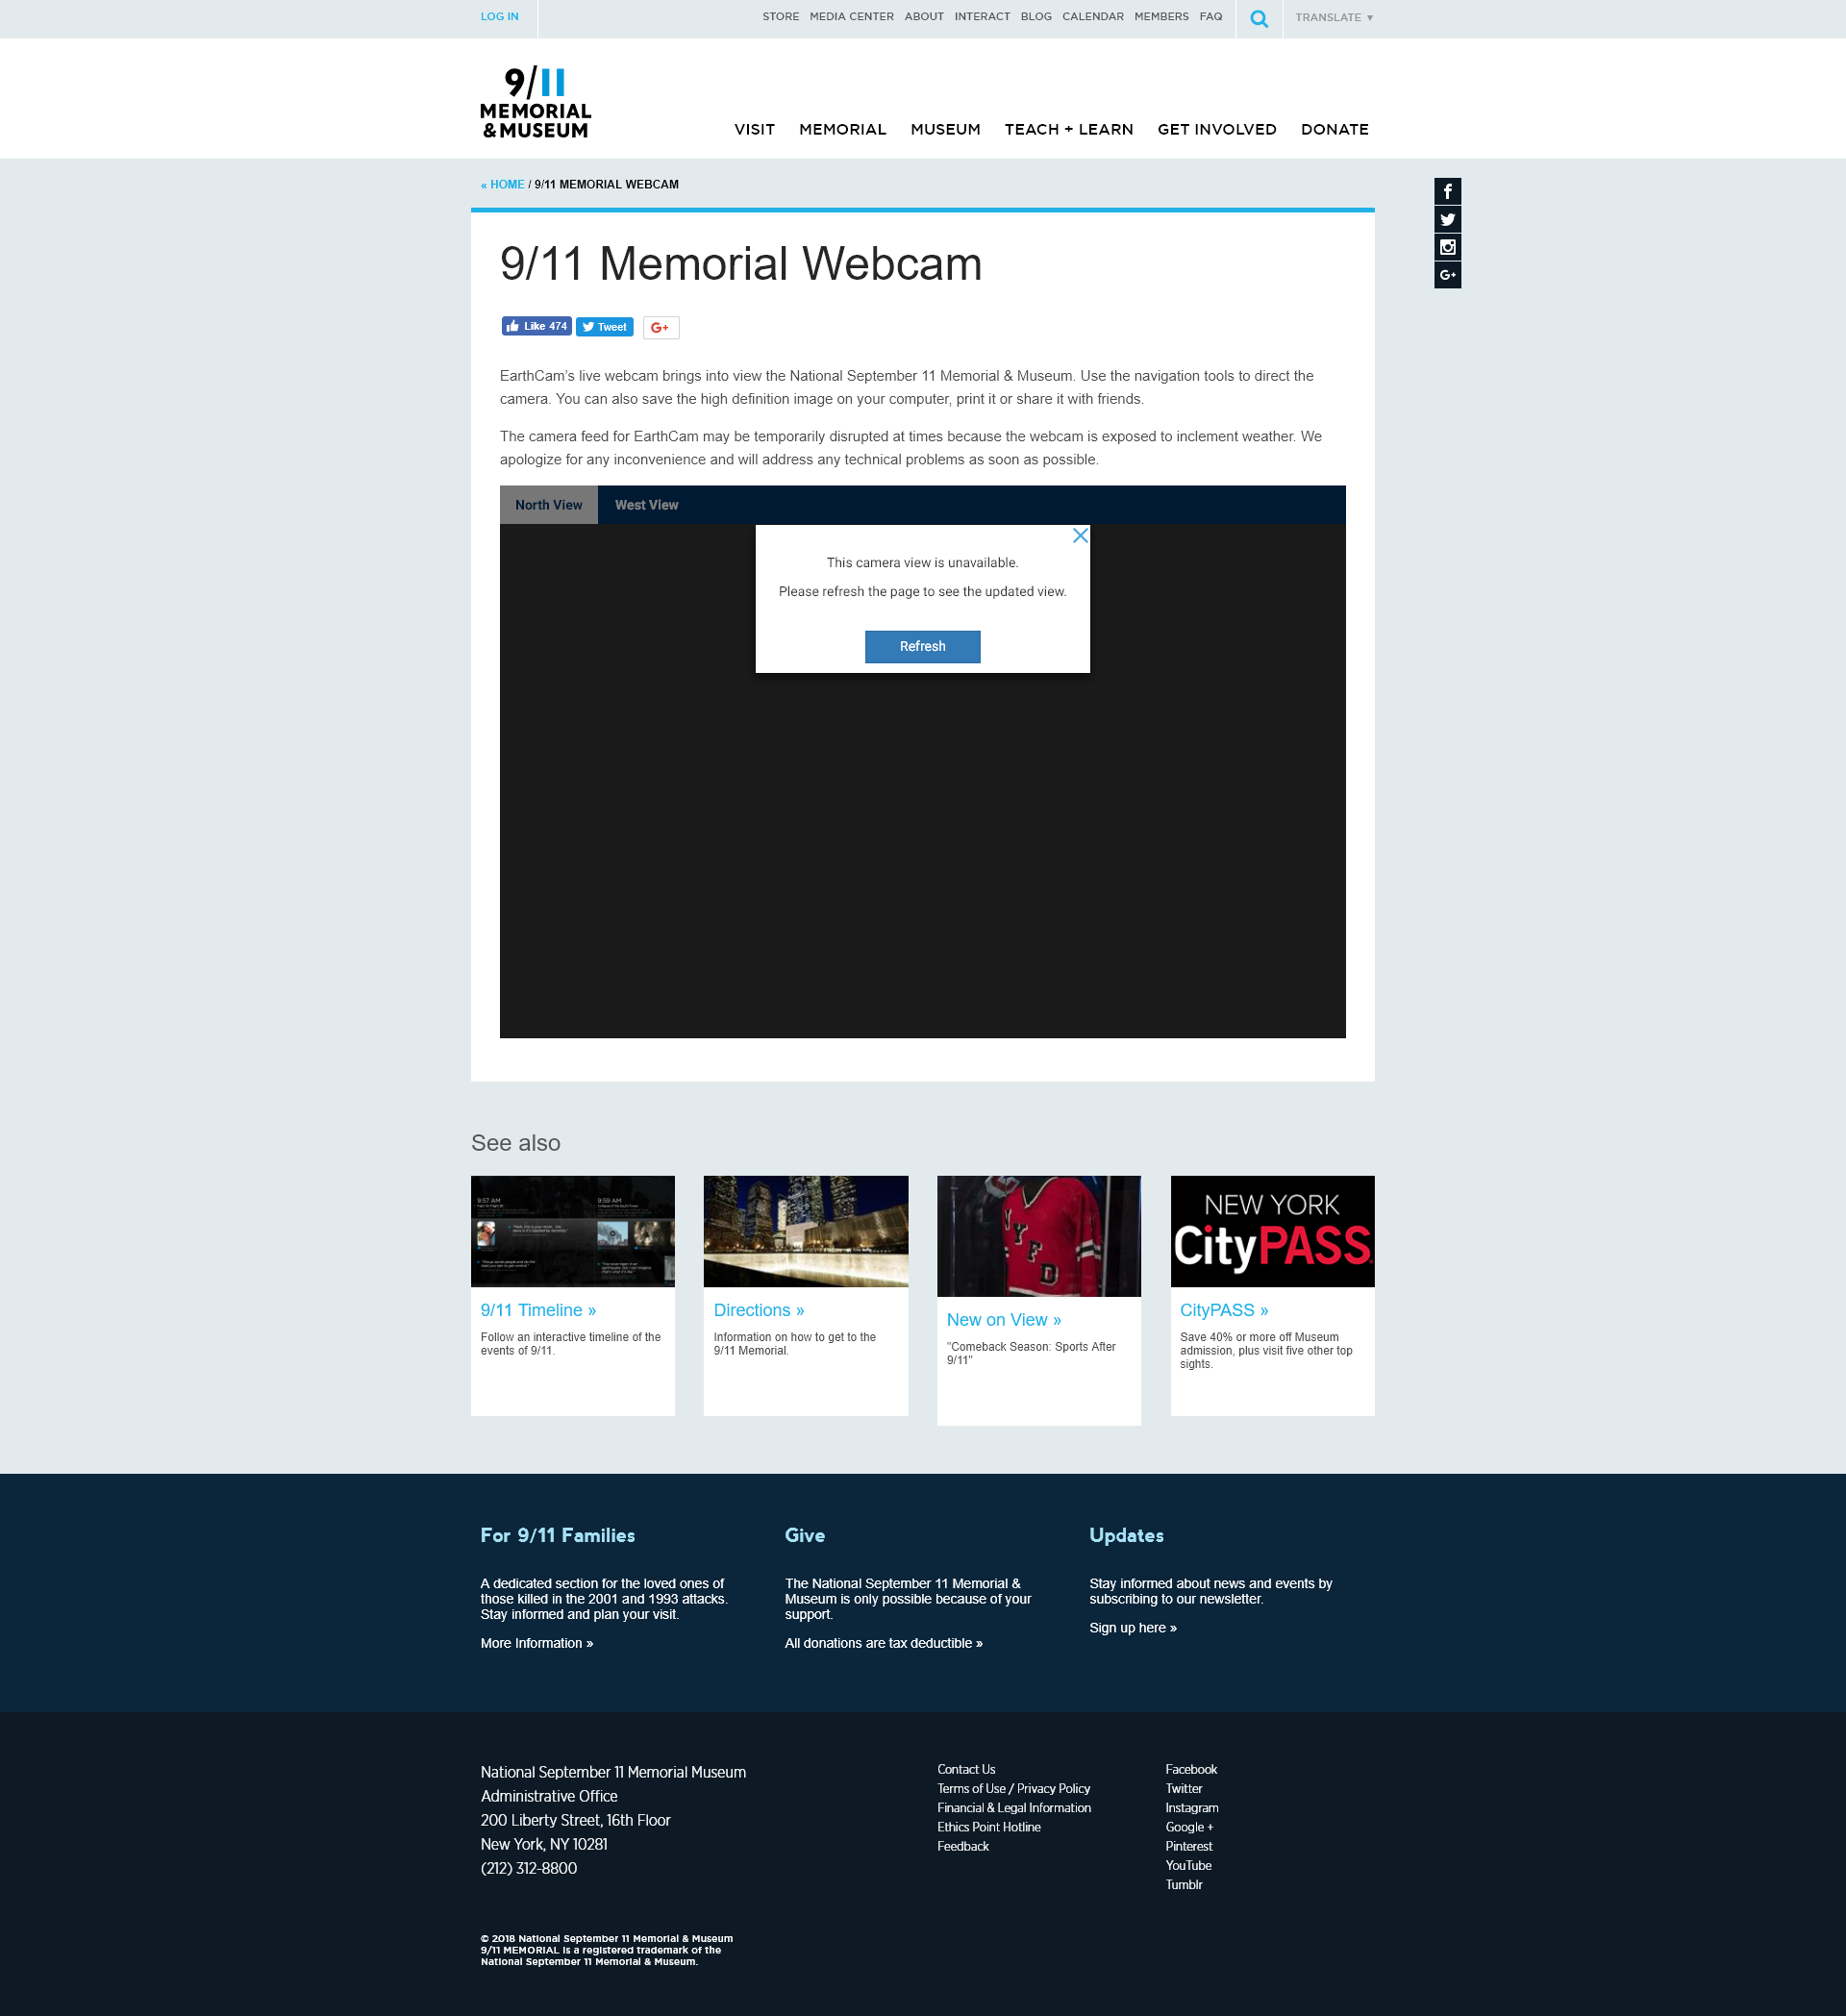 LOG IN
STORE MEDIA CENTER ABOUT INTERACT BLOG CALENDAR MEMBERS FAQ
TRANSLATE ▼
9/11
MEMORIAL
&MUSEUM
VISIT MEMORIAL MUSEUM TEACH + LEARN GET INVOLVED DONATE
« HOME / 9/11 MEMORIAL WEBCAM
9/11 Memorial Webcam
Like 474 Tweet G+
EarthCam's live webcam brings into view the National September 11 Memorial & Museum. Use the navigation tools to direct the
camera. You can also save the high definition image on your computer, print it or share it with friends.
The camera feed for EarthCam may be temporarily disrupted at times because the webcam is exposed to inclement weather. We
apologize for any inconvenience and will address any technical problems as soon as possible.
North View West View
This camera view is unavailable.
Please refresh the page to see the updated view.
Refresh
See also
9:57 AM 9:59 AM
9/11 Timeline »
Follow an interactive timeline of the
events of 9/11.
Directions »
Information on how to get to the
9/11 Memorial.
NYFD
New on View »
"Comeback Season: Sports After
9/11"
NEW YORK
CityPASS
CityPASS »
Save 40% or more off Museum
admission, plus visit five other top
sights.
For 9/11 Families
A dedicated section for the loved ones of
those killed in the 2001 and 1993 attacks.
Stay informed and plan your visit.
More Information »
Give
The National September 11 Memorial &
Museum is only possible because of your
support.
All donations are tax deductible »
Updates
Stay informed about news and events by
subscribing to our newsletter.
Sign up here »
National September 11 Memorial Museum
Administrative Office
200 Liberty Street, 16th Floor
New York, NY 10281
(212) 312-8800
Contact Us
Terms of Use / Privacy Policy
Financial & Legal Information
Ethics Point Hotline
Feedback
Facebook
Twitter
Instagram
Google +
Pinterest
YouTube
Tumblr
© 2018 National September 11 Memorial & Museum
9/11 MEMORIAL is a registered trademark of the
National September 11 Memorial & Museum.